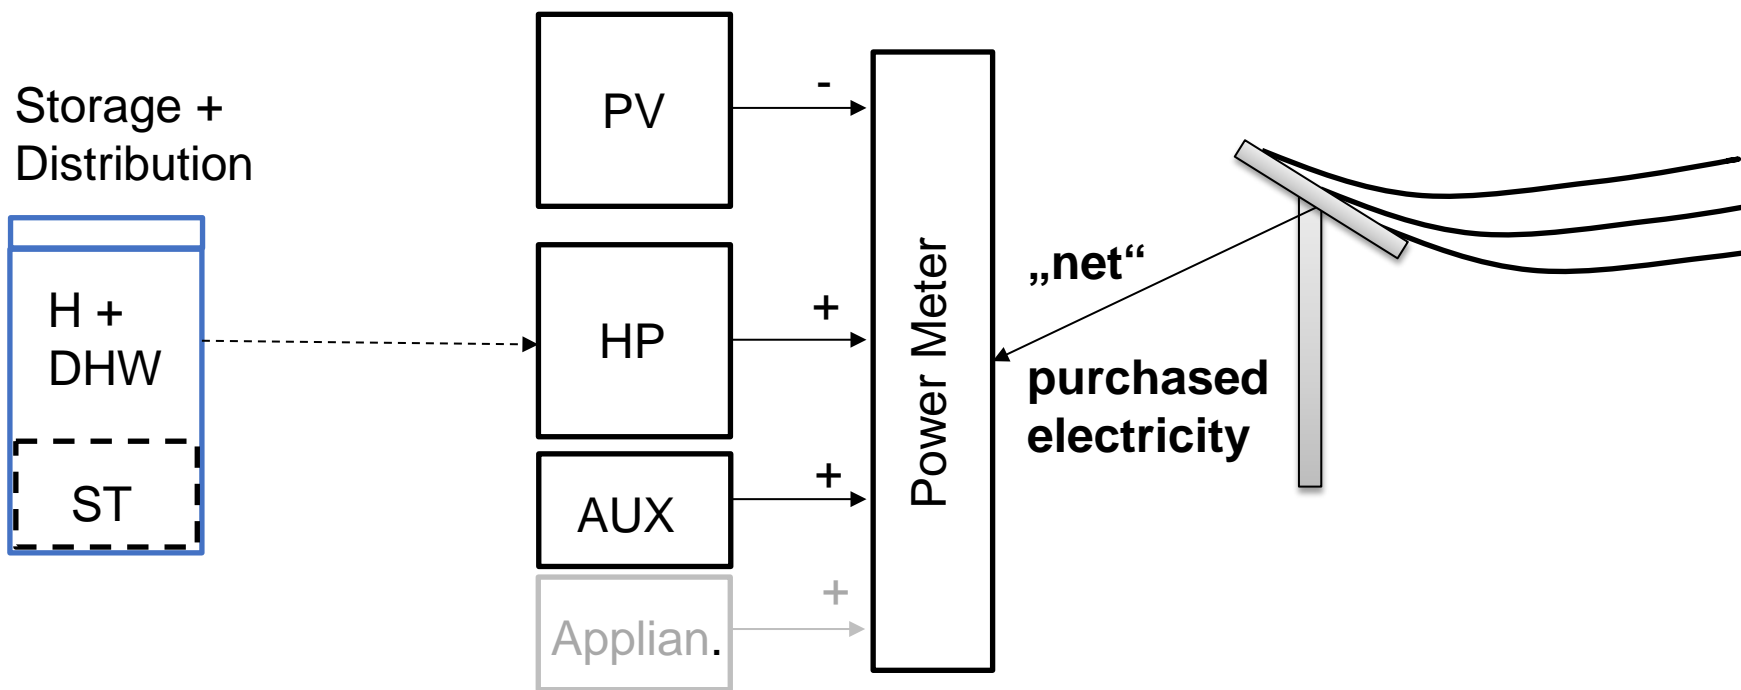 Storage +
Distribution
H +
DHW
ST
PV
-
HP
+
AUX
+
Applian.
+
Power Meter
„net“
purchased
electricity